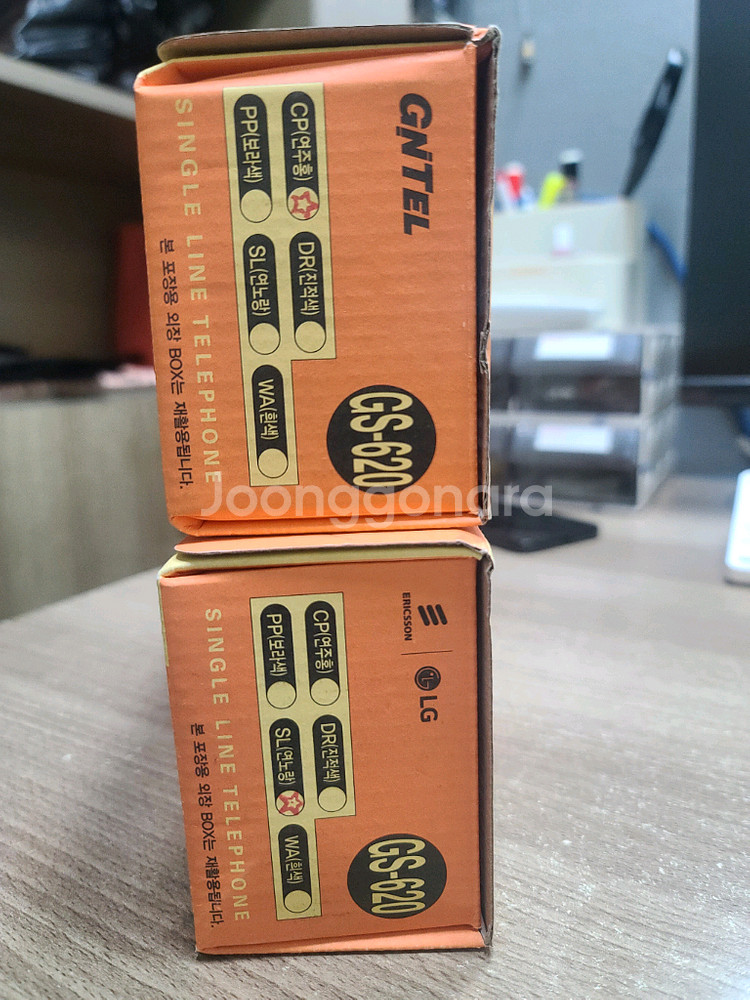 GNTEL
CP(연주홍)
DR(진적색)
PP(보라색)
SL(연노랑)
WA(흰색)
GS-620
SINGLE LINE TELEPHONE
본 포장용 외장 BOX는 재활용됩니다.
Joonggonara
ERICSSON
LG
CP(연주홍)
DR(진적색)
PP(보라색)
SL(연노랑)
WA(흰색)
GS-620
SINGLE LINE TELEPHONE
본 포장용 외장 BOX는 재활용됩니다.